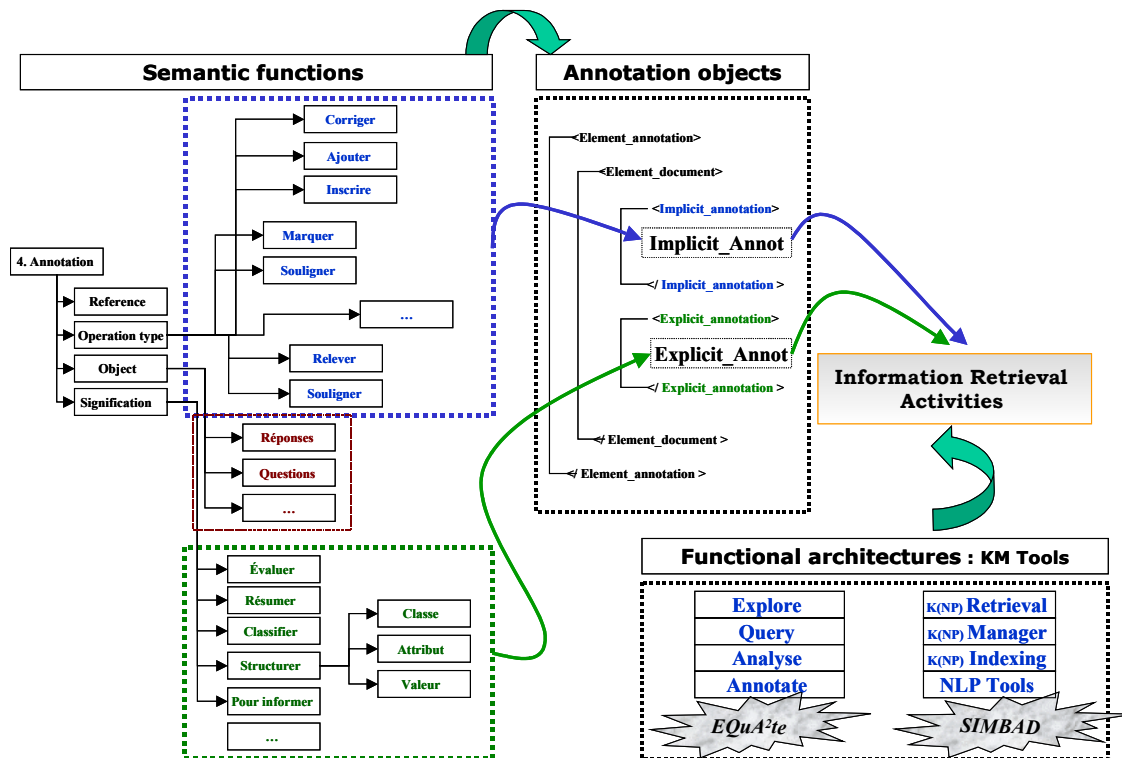 Semantic functions
Annotation objects
Corriger
Ajouter
Inscrire
Marquer
Souligner
...
Relever
Souligner
4. Annotation
Reference
Operation type
Object
Signification
Réponses
Questions
...
Évaluer
Résumer
Classifier
Structurer
Pour informer
...
Classe
Attribut
Valeur
<Element_annotation>
<Element_document>
<Implicit_annotation>
Implicit_Annot
</ Implicit_annotation >
<Explicit_annotation>
Explicit_Annot
</ Explicit_annotation >
</ Element_document >
</ Element_annotation >
Information Retrieval
Activities
Functional architectures : KM Tools
Explore
Query
Analyse
Annotate
EQuA²te
K(NP) Retrieval
K(NP) Manager
K(NP) Indexing
NLP Tools
SIMBAD